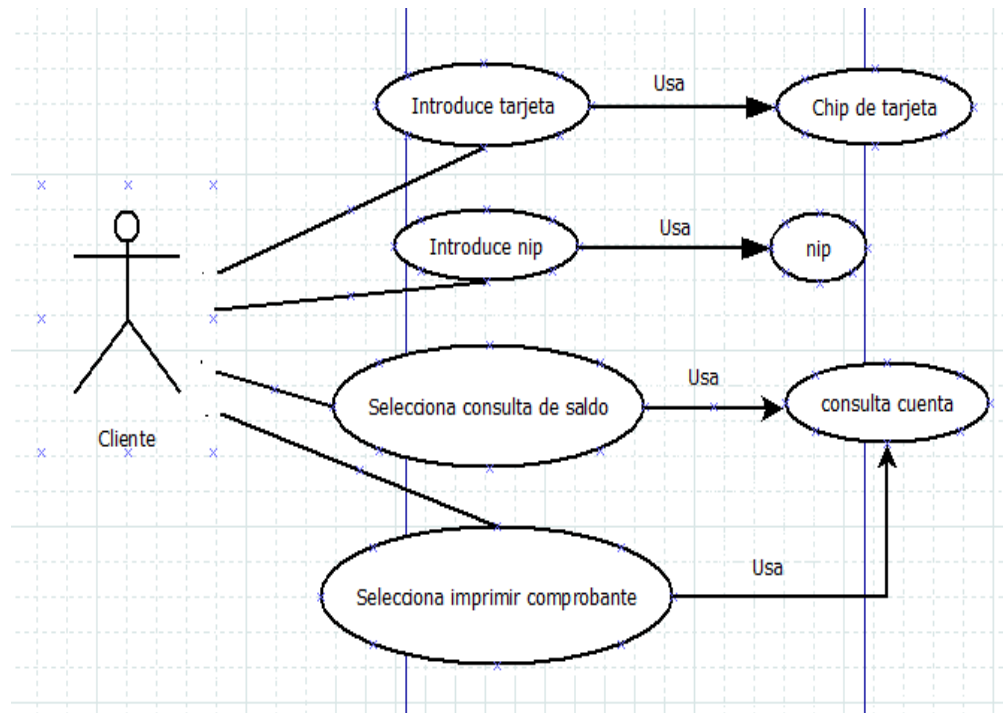 Introduce tarjeta
Usa
Chip de tarjeta
Introduce nip
Usa
nip
Selecciona consulta de saldo
Usa
consulta cuenta
Cliente
Selecciona imprimir comprobante
Usa